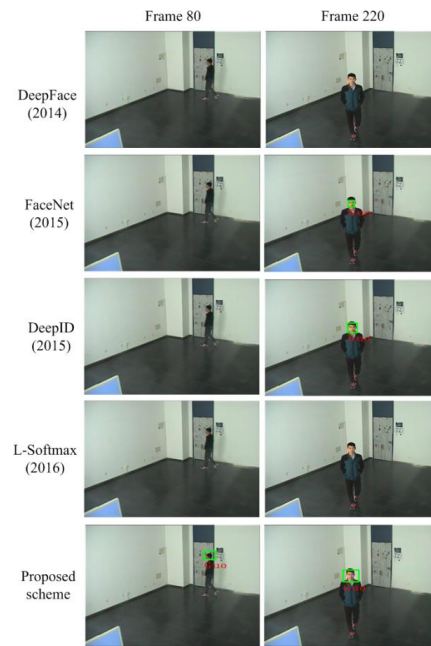 Frame 80
Frame 220
DeepFace
(2014)
FaceNet
(2015)
DeepID
(2015)
L-Softmax
(2016)
Proposed
scheme